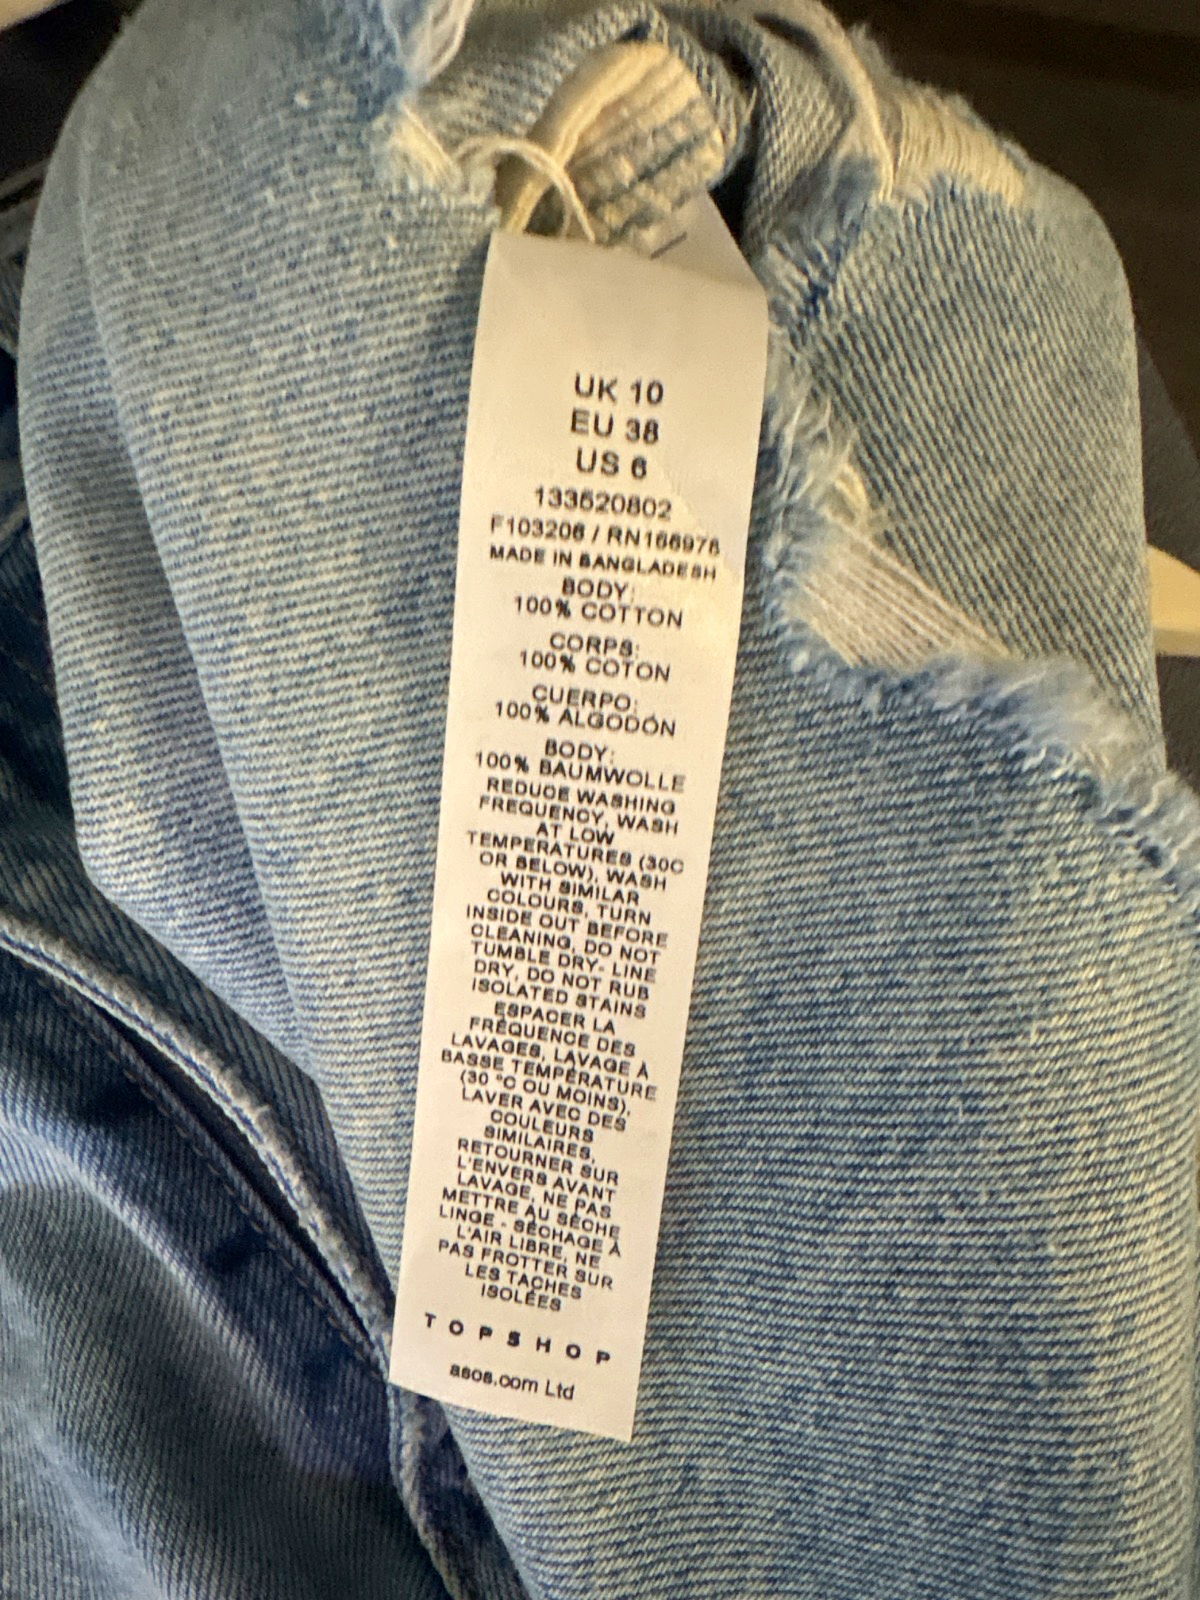 UK 10
EU 38
US 6
133520802
F103206 / RN166976
MADE IN BANGLADESH
BODY:
100% COTTON
CORPS:
100% COTON
CUERPO:
100% ALGODÓN
BODY:
100% BAUMWOLLE
REDUCE WASHING
FREQUENCY, WASH
AT LOW
TEMPERATURES (30C
OR BELOW), WASH
WITH SIMILAR
COLOURS, TURN
INSIDE OUT BEFORE
CLEANING, DO NOT
TUMBLE DRY- LINE
DRY, DO NOT RUB
ISOLATED STAINS
ESPACER LA
FRÉQUENCE DES
LAVAGES, LAVAGE À
BASSE TEMPÉRATURE
(30 °C OU MOINS),
LAVER AVEC DES
COULEURS
SIMILAIRES,
RETOURNER SUR
L'ENVERS AVANT
LAVAGE, NE PAS
METTRE AU SÈCHE
LINGE - SÉCHAGE À
L'AIR LIBRE, NE
PAS FROTTER SUR
LES TACHES
ISOLÉES
TOPSHOP
asos.com Ltd